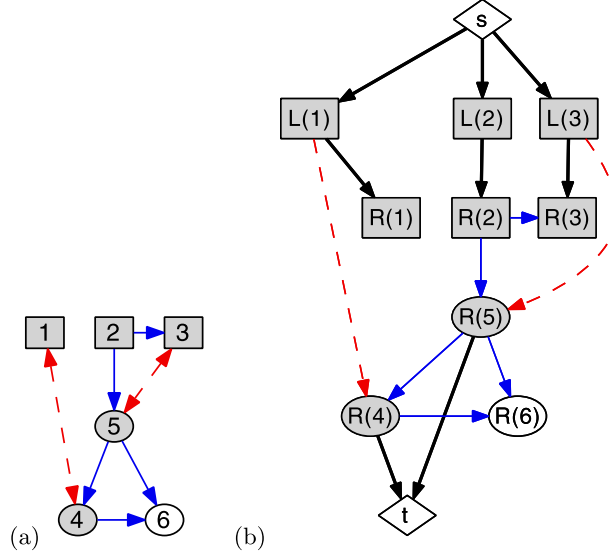 s
L(1) L(2) L(3)
R(1) R(2) R(3)
R(5)
R(4) R(6)
t
(b)
1 2 3
5
4 6
(a)